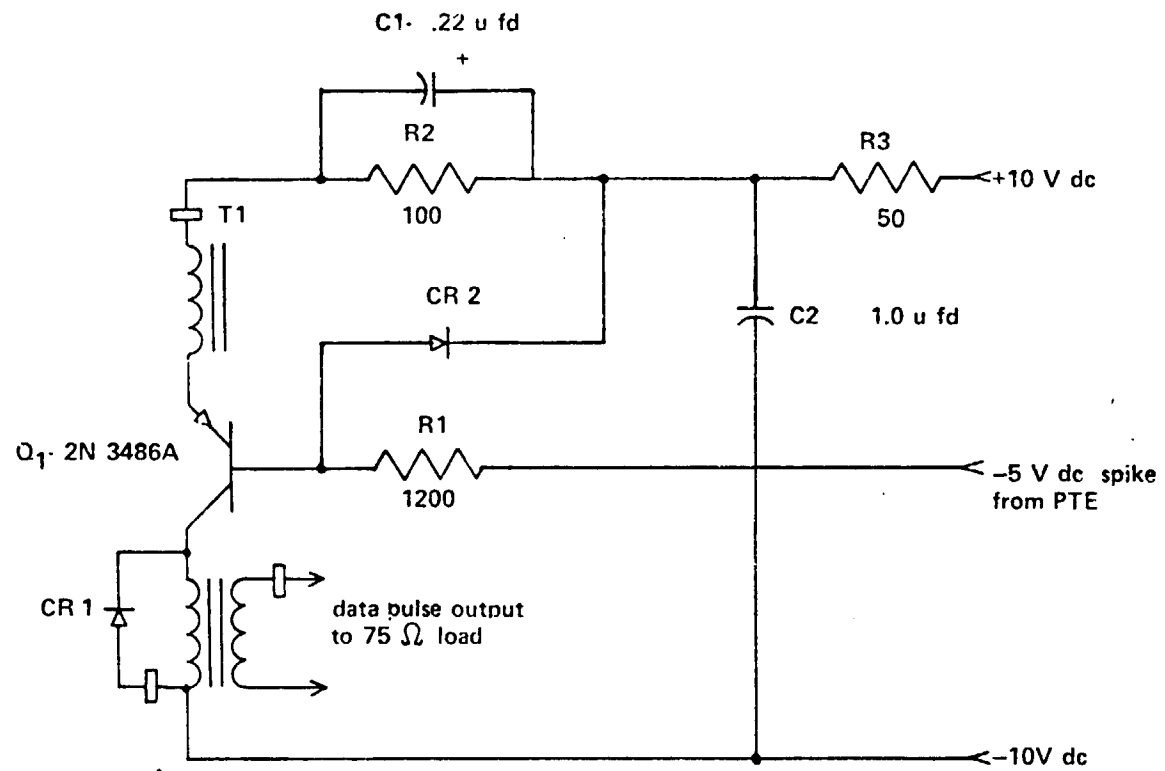 C1- .22 u fd
+
R2
100
R3
50
+10 V dc
T1
CR 2
C2 1.0 u fd
R1
1200
Q1- 2N 3486A
-5 V dc spike
from PTE
CR 1
data pulse output
to 75 Ω load
-10V dc